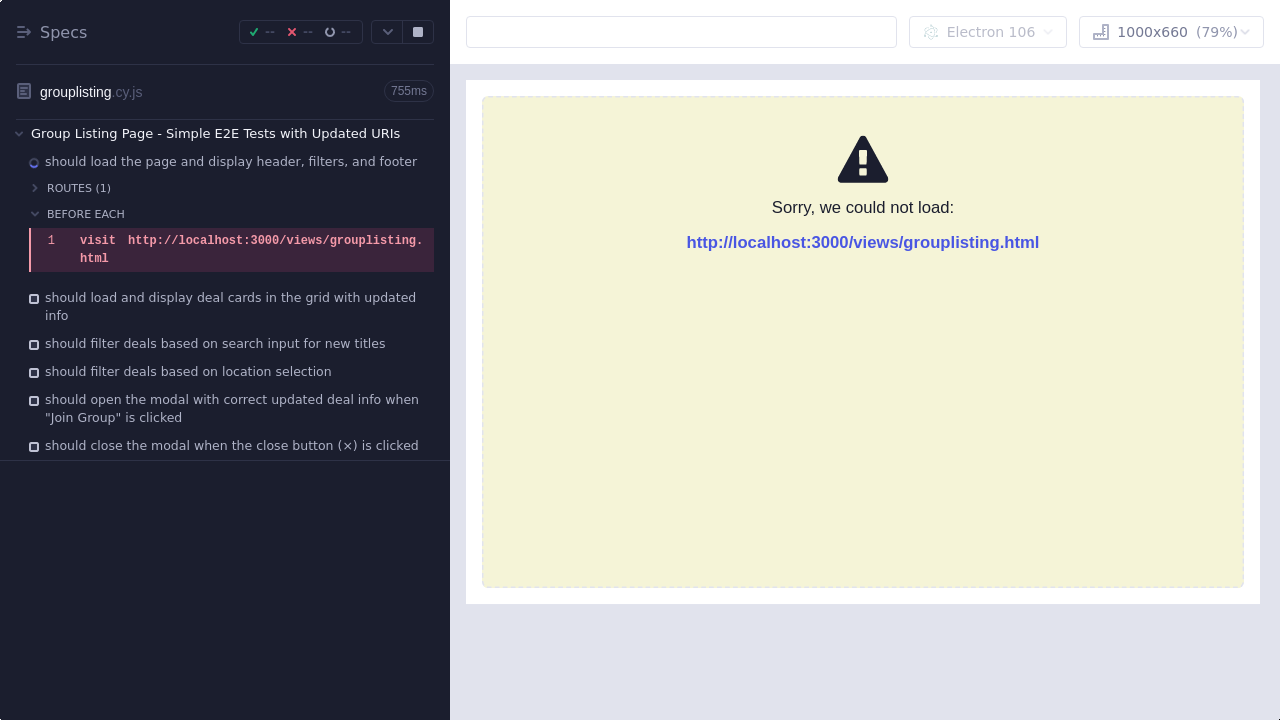 Specs
--
--
--
grouplisting.cy.js
755ms
Group Listing Page - Simple E2E Tests with Updated URIs
should load the page and display header, filters, and footer
ROUTES (1)
BEFORE EACH
1 visit http://localhost:3000/views/grouplisting.
html
should load and display deal cards in the grid with updated
info
should filter deals based on search input for new titles
should filter deals based on location selection
should open the modal with correct updated deal info when
"Join Group" is clicked
should close the modal when the close button (×) is clicked
Electron 106
1000x660 (79%)
Sorry, we could not load:
http://localhost:3000/views/grouplisting.html